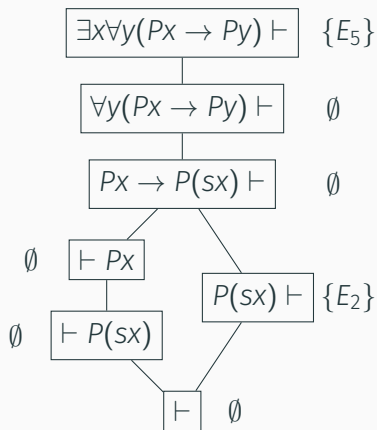 ∃x∀y(Px → Py) ⊢ {E₅}
∀y(Px → Py) ⊢ ∅
Px → P(sx) ⊢ ∅
∅ ⊢ Px
P(sx) ⊢ {E₂}
∅ ⊢ P(sx)
⊢ ∅